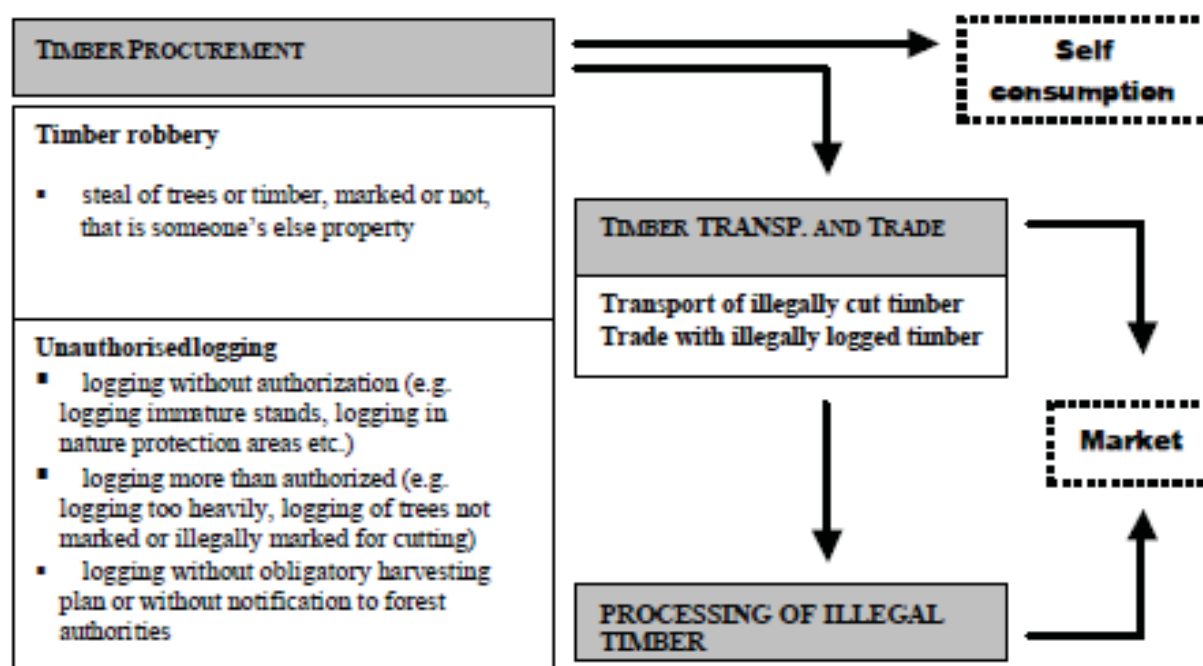 TIMBER PROCUREMENT
Timber robbery
▪ steal of trees or timber, marked or not,
that is someone's else property
Unauthorisedlogging
▪ logging without authorization (e.g.
logging immature stands, logging in
nature protection areas etc.)
▪ logging more than authorized (e.g.
logging too heavily, logging of trees not
marked or illegally marked for cutting)
▪ logging without obligatory harvesting
plan or without notification to forest
authorities
Self
consumption
TIMBER TRANSP. AND TRADE
Transport of illegally cut timber
Trade with illegally logged timber
Market
PROCESSING OF ILLEGAL
TIMBER